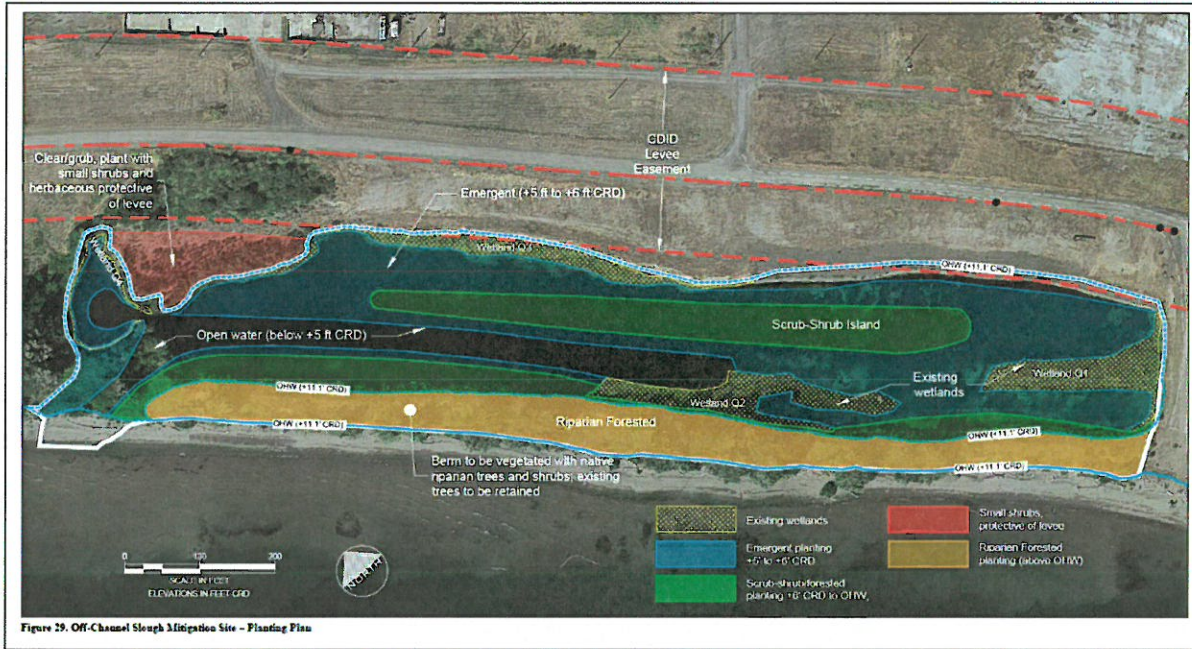 CDID
Levee
Easement
Clear/grub, plant with
small shrubs and
herbaceous protective
of levee
Emergent (+5 ft to +6 ft CRD)
Wetland Q3
OHW (+11.1' CRD)
Wetland
Scrub-Shrub Island
Open water (below +5 ft CRD)
Existing
wetlands
Wetland Q1
OHW (+11.1' CRD)
Wetland Q2
OHW (+11.1' CRD)
Riparian Forested
OHW (+11.1' CRD)
OHW (+11.1' CRD)
Berm to be vegetated with native
riparian trees and shrubs, existing
trees to be retained
Existing wetlands
Emergent planting
+5' to +6' CRD
Scrub-shrub/forested
planting +6' CRD to OHW
Small shrubs,
protective of levee
Riparian Forested
planting (above OHW)
0 100 200
SCALE IN FEET
ELEVATIONS IN FEET CRD
NORTH
Figure 29. Off-Channel Slough Mitigation Site – Planting Plan